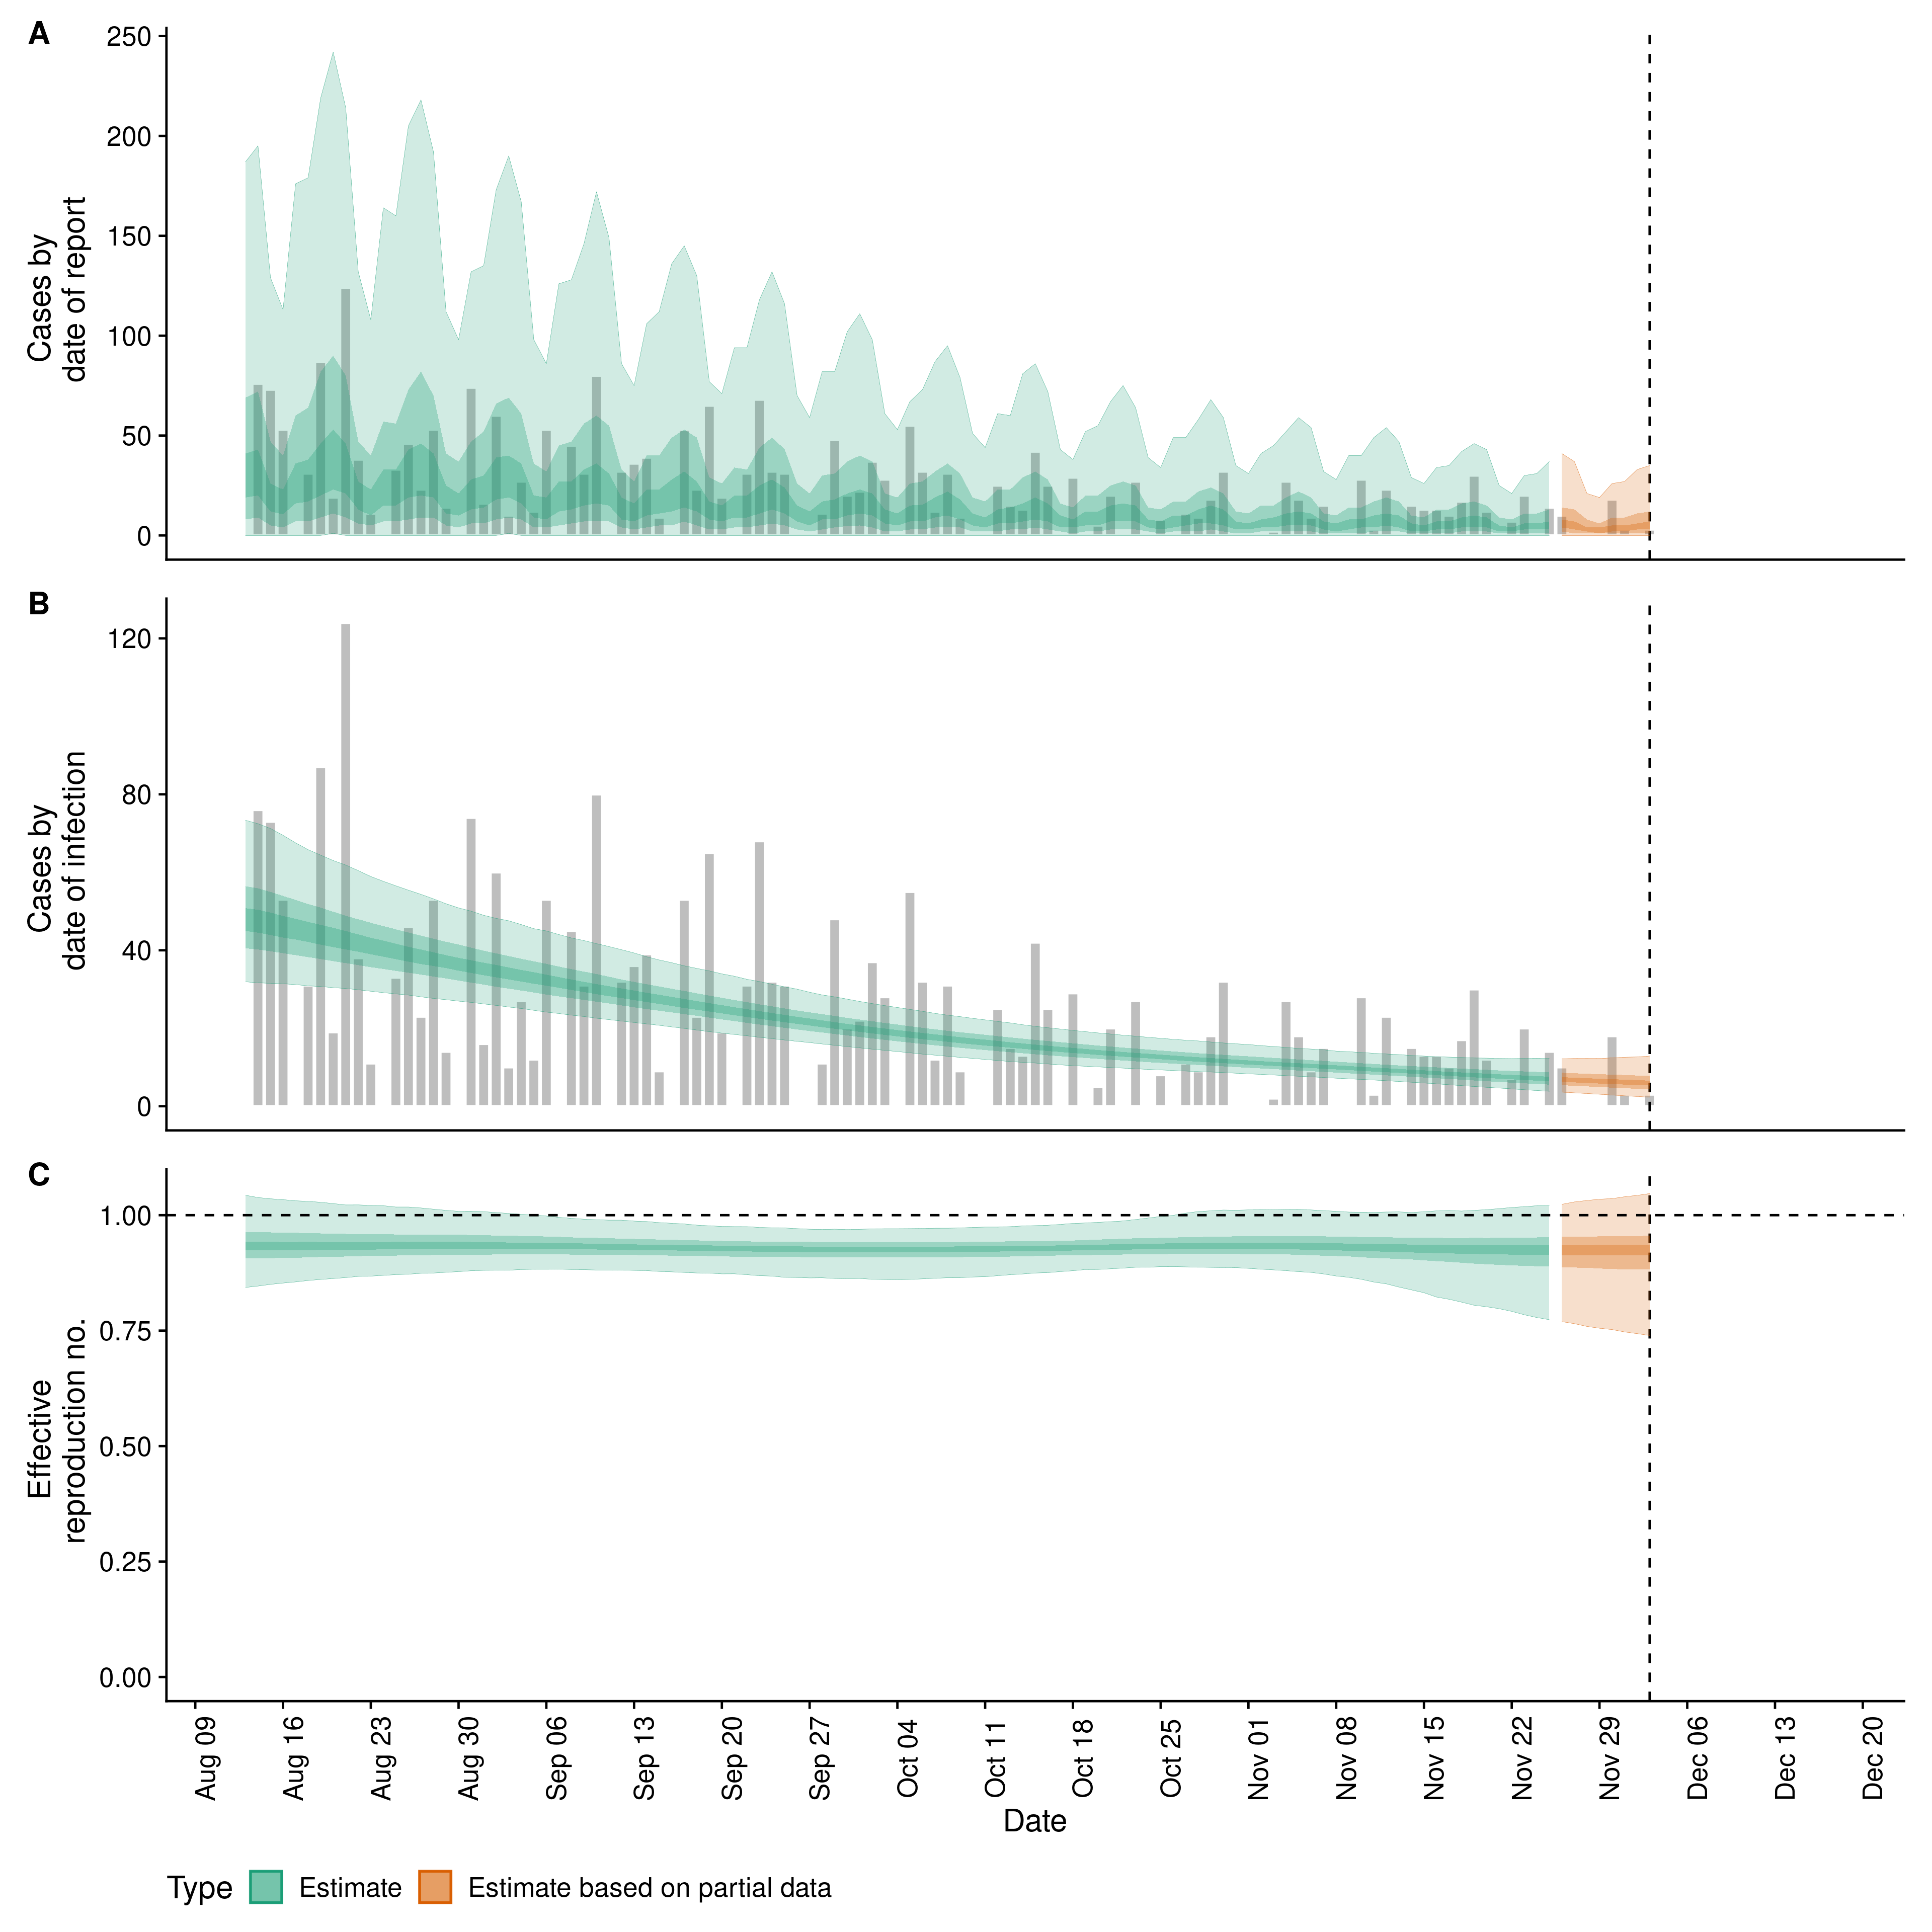 A
250
200
150
100
50
0
Cases by
date of report
B
120
80
40
0
Cases by
date of infection
C
1.00
0.75
0.50
0.25
0.00
Effective
reproduction no.
Aug 09
Aug 16
Aug 23
Aug 30
Sep 06
Sep 13
Sep 20
Sep 27
Oct 04
Oct 11
Oct 18
Oct 25
Nov 01
Nov 08
Nov 15
Nov 22
Nov 29
Dec 06
Dec 13
Dec 20
Date
Type Estimate Estimate based on partial data